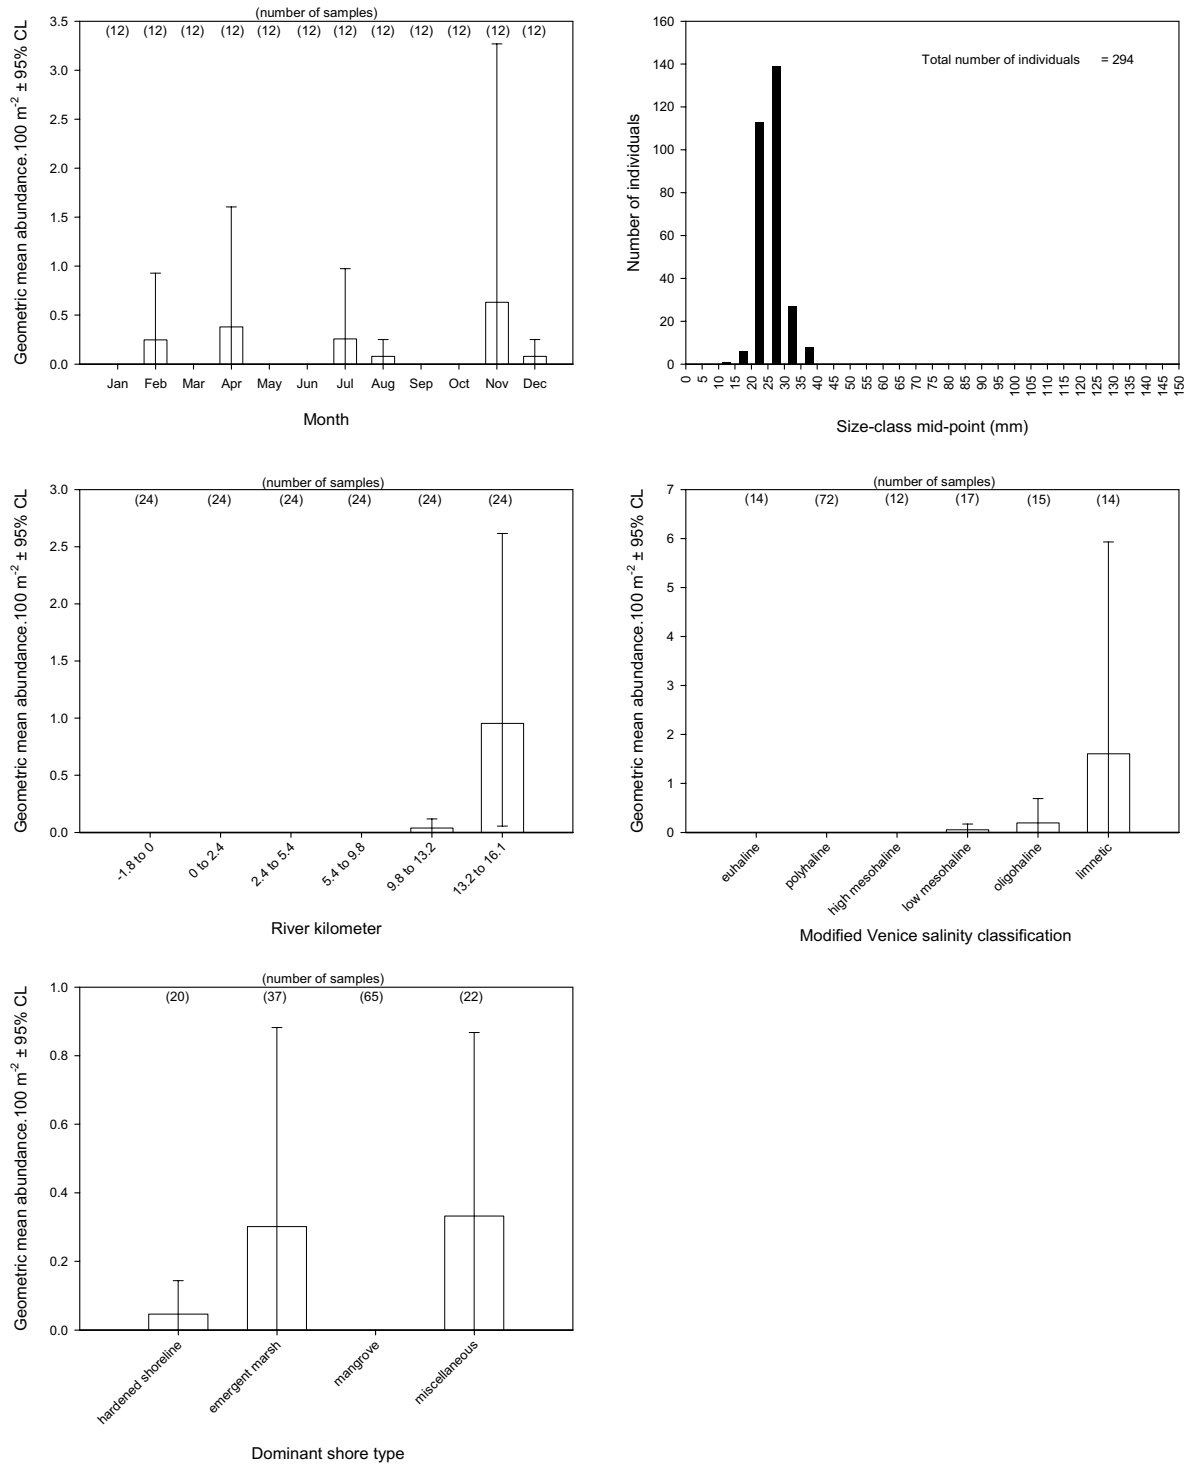 (number of samples)
(12) (12) (12) (12) (12) (12) (12) (12) (12) (12) (12) (12)
3.5
3.0
2.5
2.0
1.5
1.0
0.5
0.0
Geometric mean abundance.100 m⁻² ± 95% CL
Jan Feb Mar Apr May Jun Jul Aug Sep Oct Nov Dec
Month
Total number of individuals = 294
160
140
120
100
80
60
40
20
0
Number of individuals
0 5 10 15 20 25 30 35 40 45 50 55 60 65 70 75 80 85 90 95 100 105 110 115 120 125 130 135 140 145 150
Size-class mid-point (mm)
(number of samples)
(24) (24) (24) (24) (24) (24)
3.0
2.5
2.0
1.5
1.0
0.5
0.0
Geometric mean abundance.100 m⁻² ± 95% CL
-1.8 to 0
0 to 2.4
2.4 to 5.4
5.4 to 9.8
9.8 to 13.2
13.2 to 16.1
River kilometer
(number of samples)
(14) (72) (12) (17) (15) (14)
7
6
5
4
3
2
1
0
Geometric mean abundance.100 m⁻² ± 95% CL
euhaline
polyhaline
high mesohaline
low mesohaline
oligohaline
limnetic
Modified Venice salinity classification
(number of samples)
(20) (37) (65) (22)
1.0
0.8
0.6
0.4
0.2
0.0
Geometric mean abundance.100 m⁻² ± 95% CL
hardened shoreline
emergent marsh
mangrove
miscellaneous
Dominant shore type